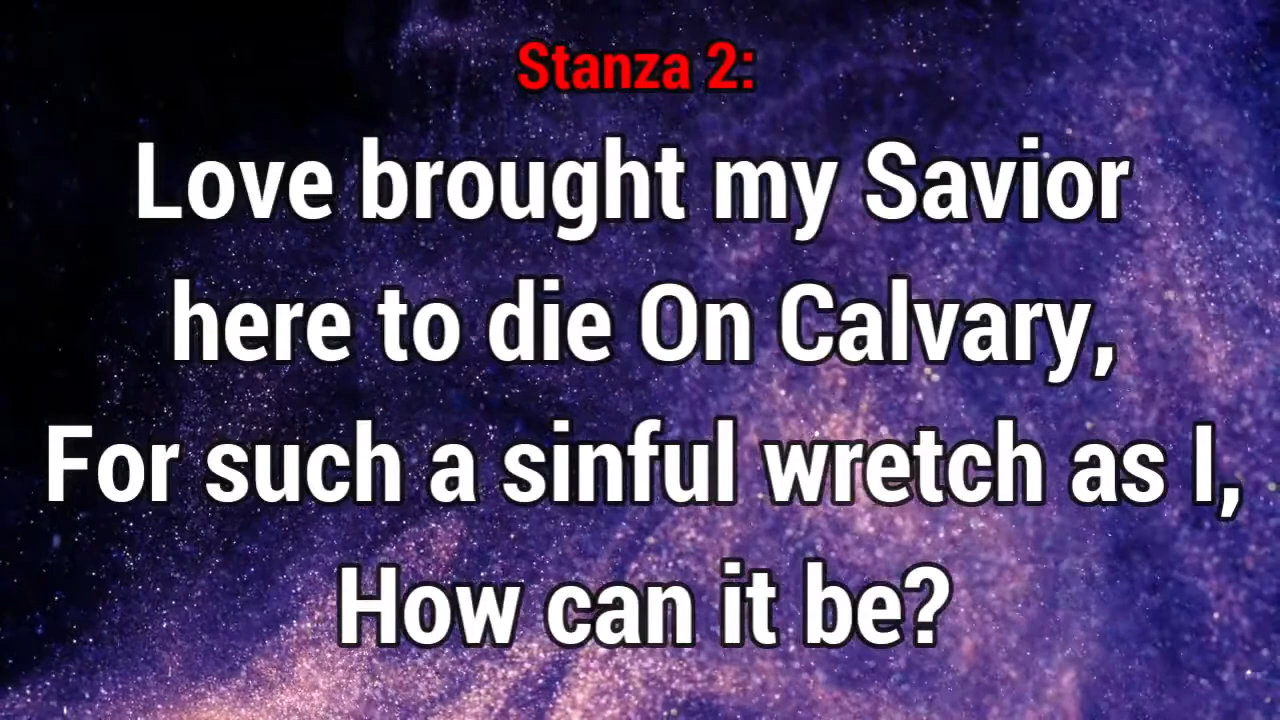 Stanza 2:
Love brought my Savior
here to die On Calvary,
For such a sinful wretch as I,
How can it be?